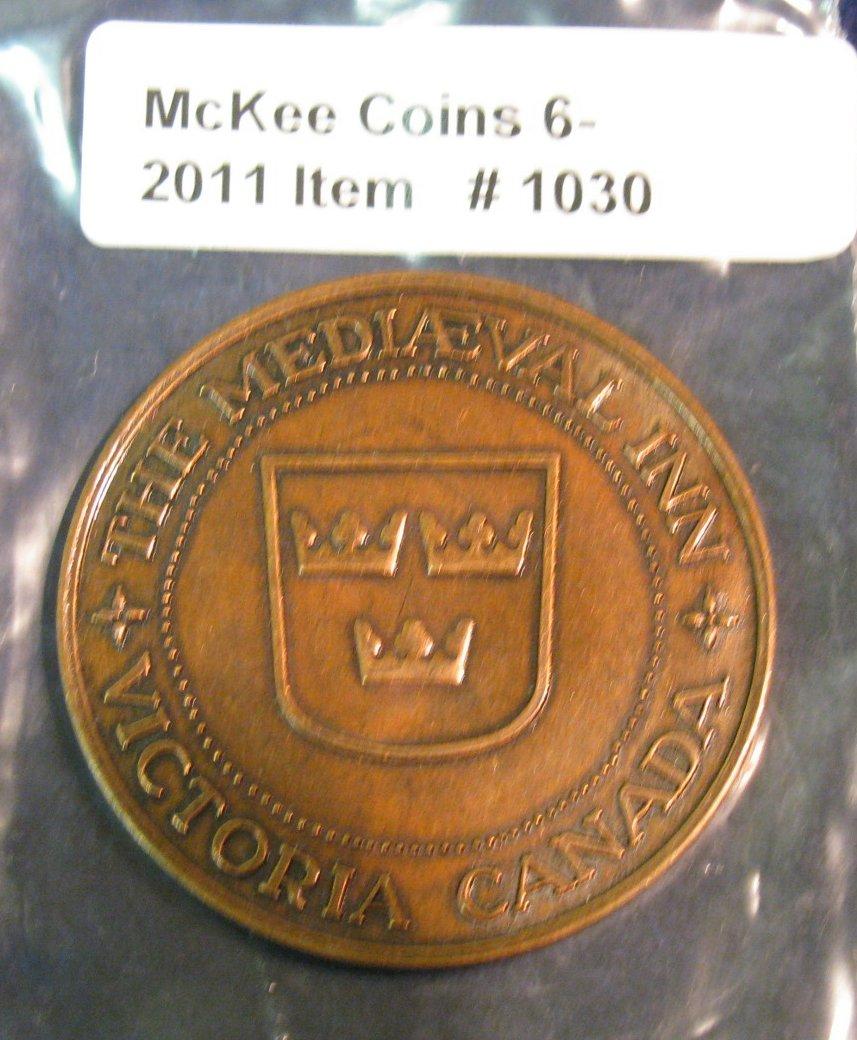 McKee Coins 6-
2011 Item # 1030
THE MEDIÆVAL INN
VICTORIA CANADA